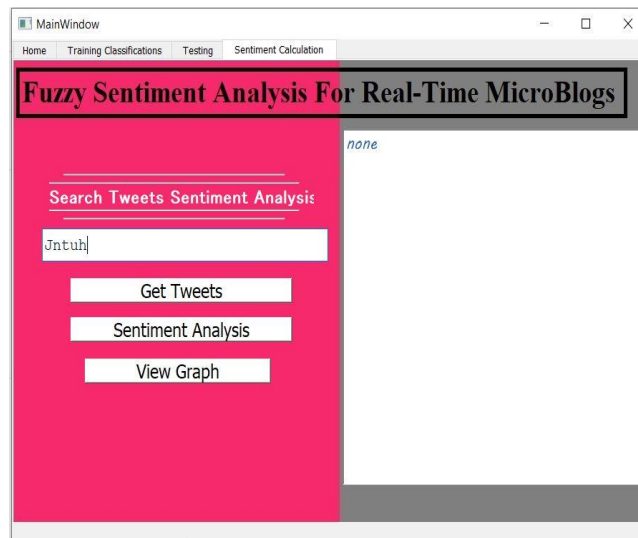 MainWindow
Home Training Classifications Testing Sentiment Calculation
Fuzzy Sentiment Analysis For Real-Time MicroBlogs
none
Search Tweets Sentiment Analysis
Jntuh
Get Tweets
Sentiment Analysis
View Graph